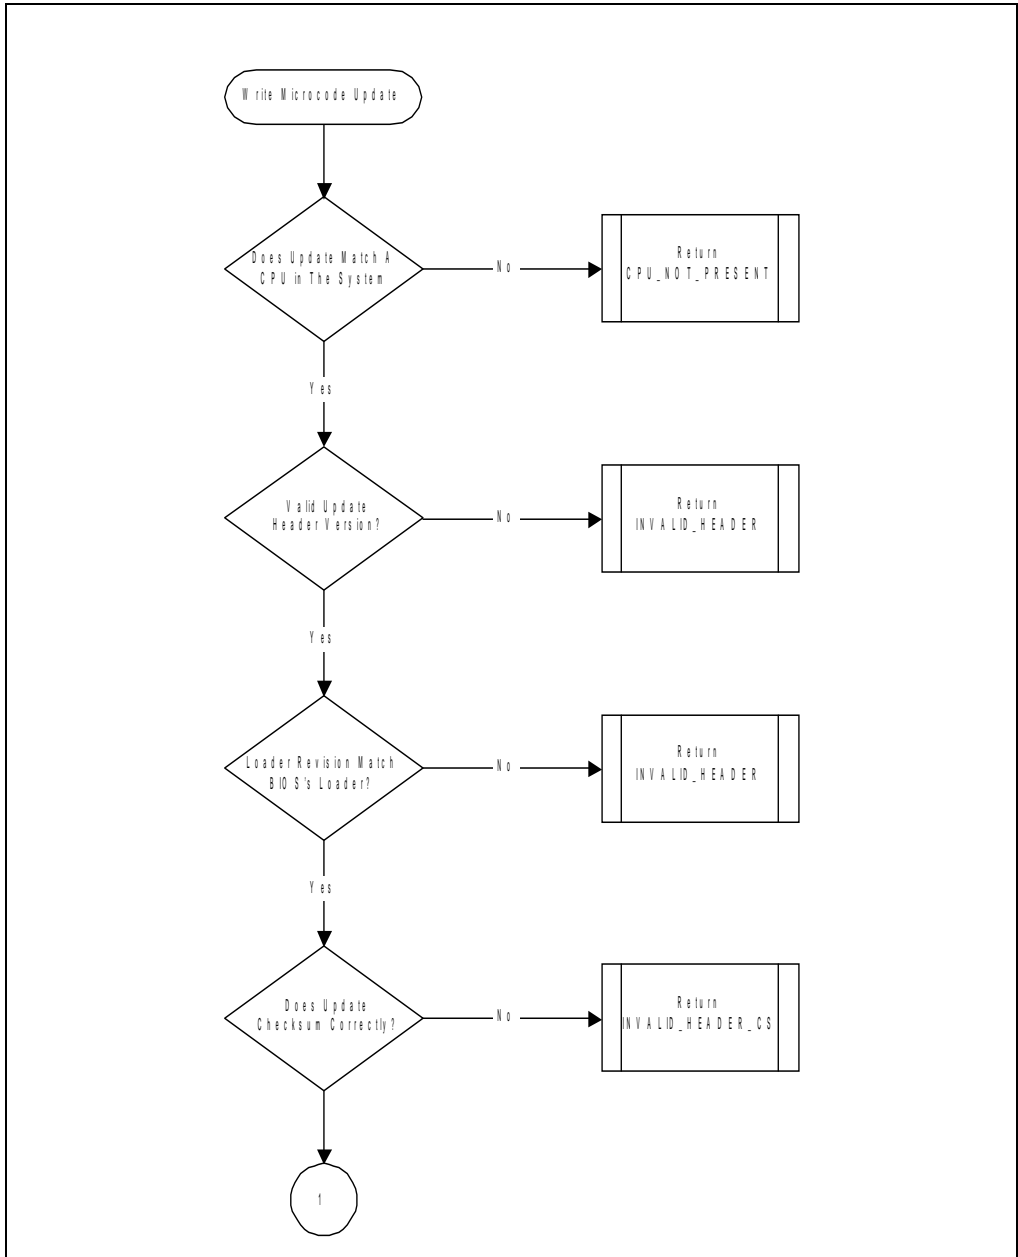 Write Microcode Update
Does Update Match A
CPU in The System
No
Return
CPU_NOT_PRESENT
Yes
Valid Update
Header Version?
No
Return
INVALID_HEADER
Yes
Loader Revision Match
BIOS's Loader?
No
Return
INVALID_HEADER
Yes
Does Update
Checksum Correctly?
No
Return
INVALID_HEADER_CS
1